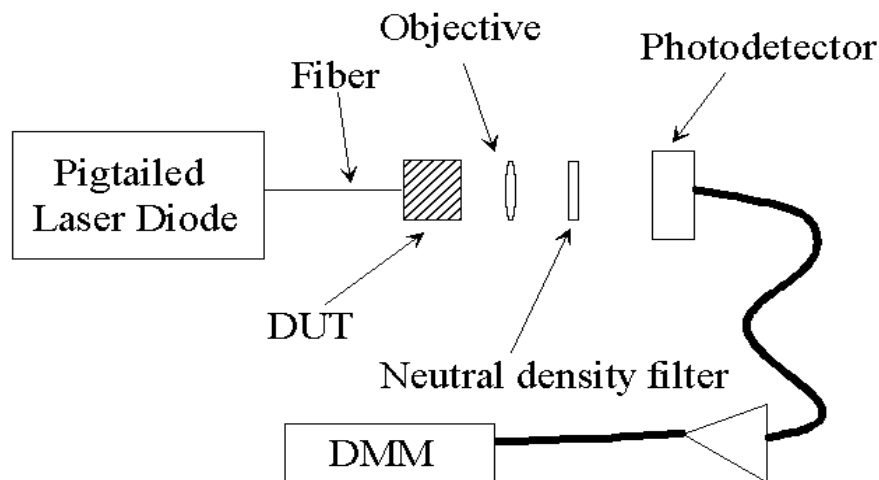 Objective
Photodetector
Fiber
Pigtailed
Laser Diode
DUT
Neutral density filter
DMM